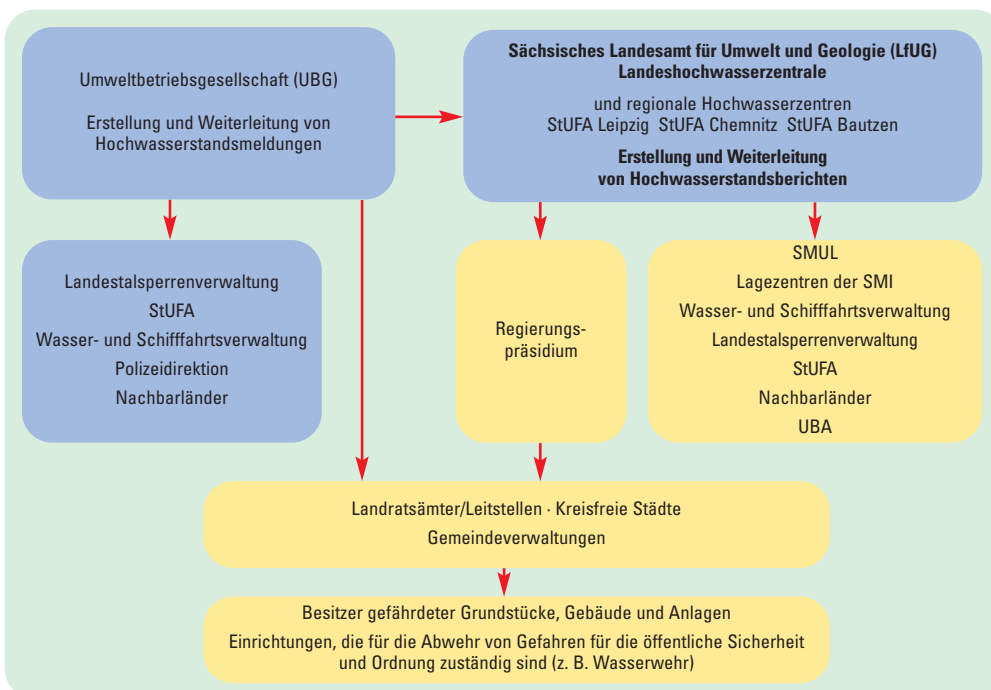 Umweltbetriebsgesellschaft (UBG)
Erstellung und Weiterleitung von
Hochwasserstandsmeldungen
Sächsisches Landesamt für Umwelt und Geologie (LfUG)
Landeshochwasserzentrale
und regionale Hochwasserzentren
StUFA Leipzig StUFA Chemnitz StUFA Bautzen
Erstellung und Weiterleitung
von Hochwasserstandsberichten
Landestalsperrenverwaltung
StUFA
Wasser- und Schifffahrtsverwaltung
Polizeidirektion
Nachbarländer
Regierungs-
präsidium
SMUL
Lagezentren der SMI
Wasser- und Schifffahrtsverwaltung
Landestalsperrenverwaltung
StUFA
Nachbarländer
UBA
Landratsämter/Leitstellen · Kreisfreie Städte
Gemeindeverwaltungen
Besitzer gefährdeter Grundstücke, Gebäude und Anlagen
Einrichtungen, die für die Abwehr von Gefahren für die öffentliche Sicherheit
und Ordnung zuständig sind (z. B. Wasserwehr)